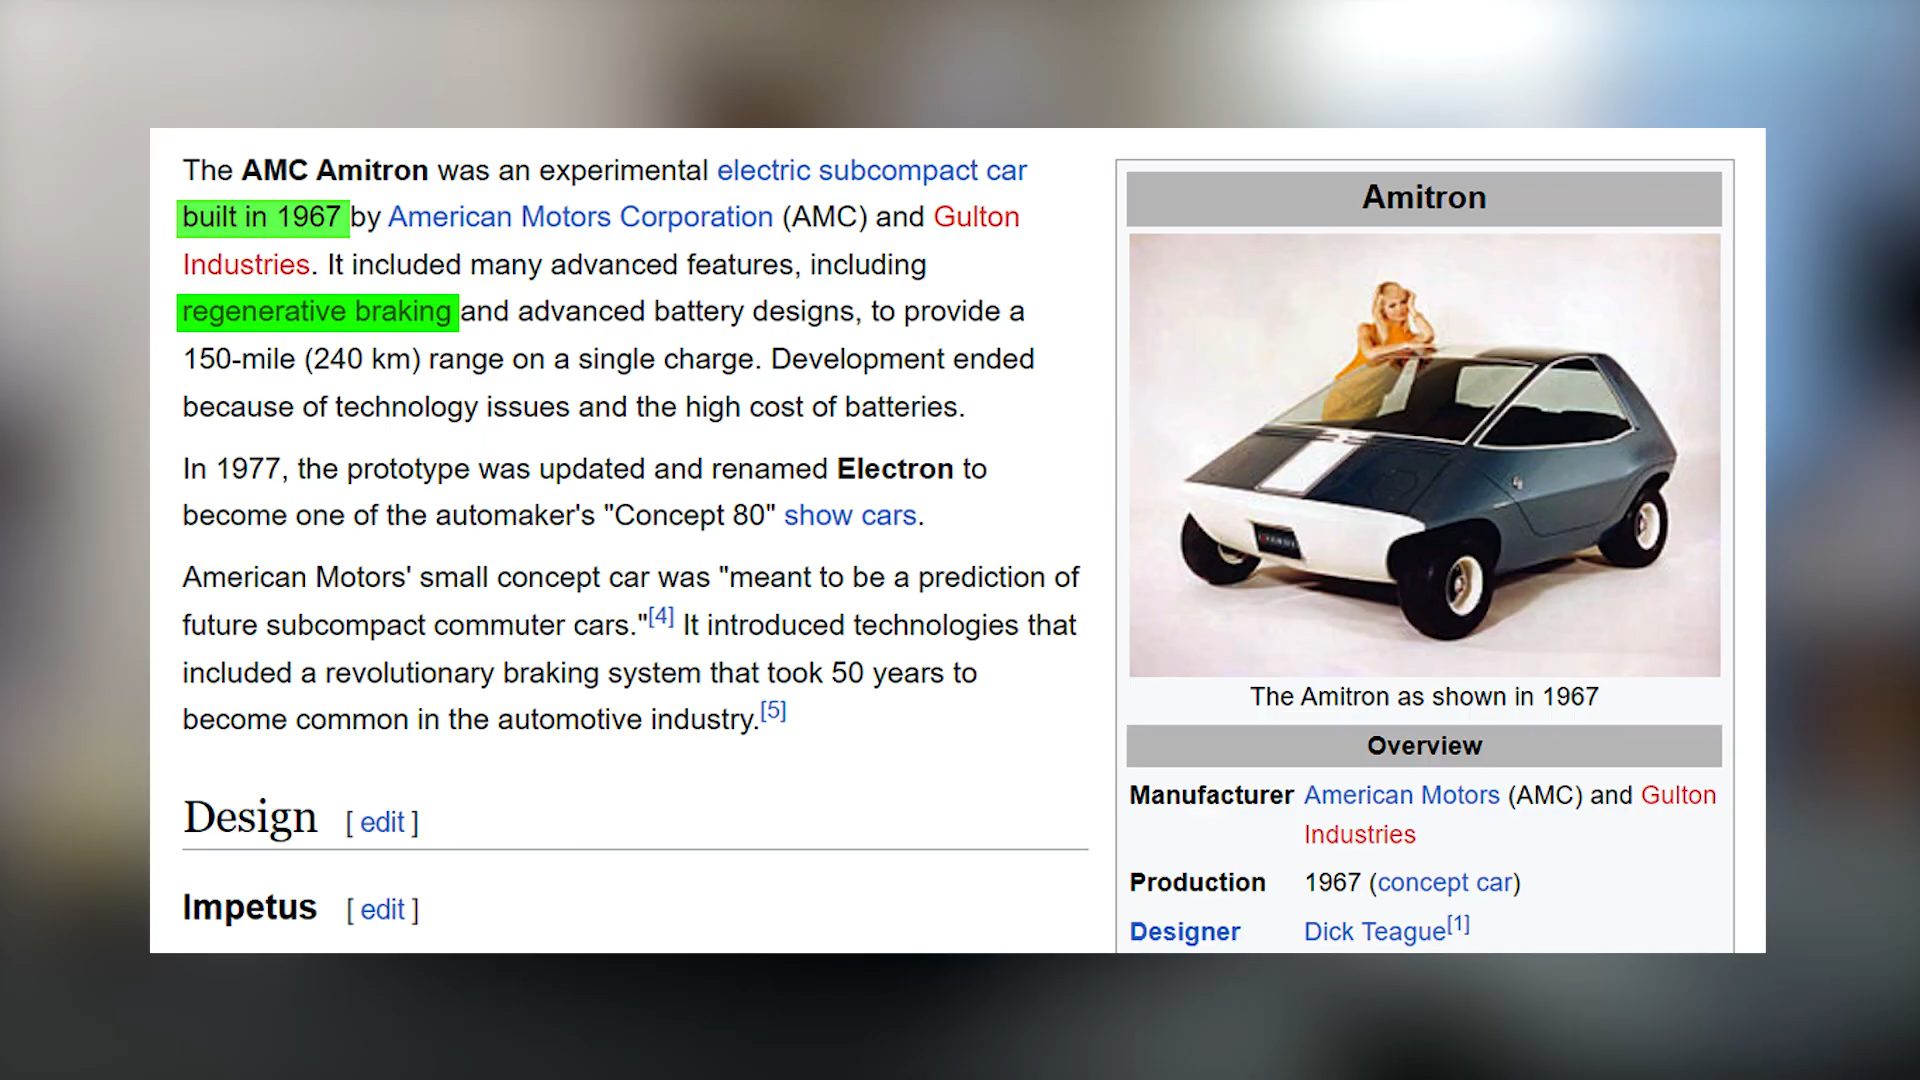 The AMC Amitron was an experimental electric subcompact car
built in 1967 by American Motors Corporation (AMC) and Gulton
Industries. It included many advanced features, including
regenerative braking and advanced battery designs, to provide a
150-mile (240 km) range on a single charge. Development ended
because of technology issues and the high cost of batteries.
In 1977, the prototype was updated and renamed Electron to
become one of the automaker's "Concept 80" show cars.
American Motors' small concept car was "meant to be a prediction of
future subcompact commuter cars."[4] It introduced technologies that
included a revolutionary braking system that took 50 years to
become common in the automotive industry.[5]
Design [ edit ]
Impetus [ edit ]
Amitron
The Amitron as shown in 1967
Overview
Manufacturer American Motors (AMC) and Gulton
Industries
Production 1967 (concept car)
Designer Dick Teague[1]